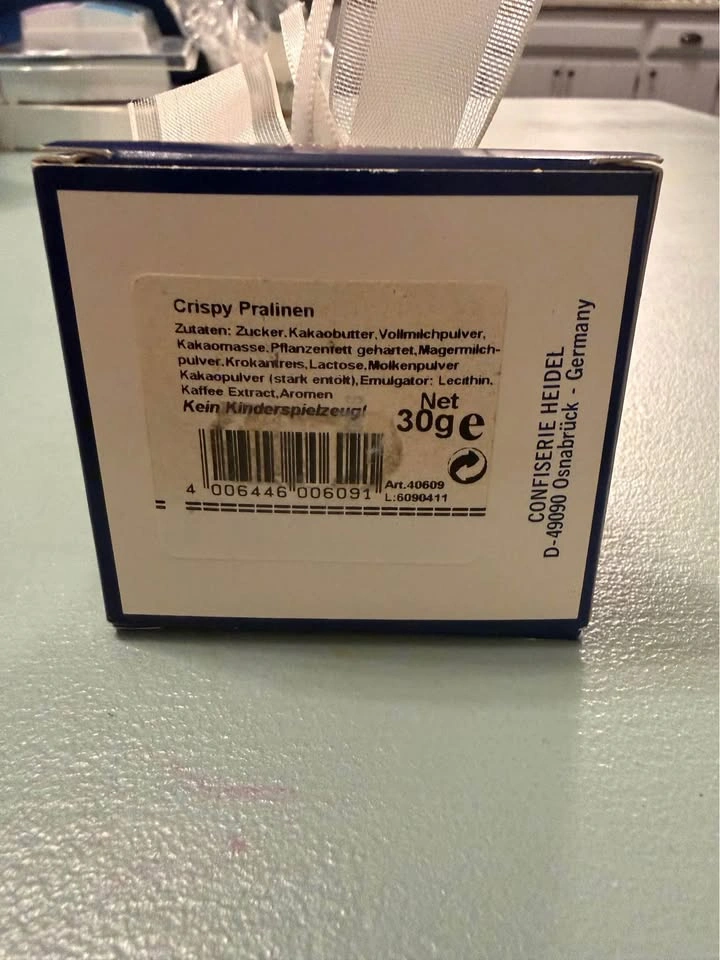 Crispy Pralinen
Zutaten: Zucker,Kakaobutter,Vollmilchpulver,
Kakaomasse,Pflanzenfett gehärtet,Magermilch-
pulver,Krokantreis,Lactose,Molkenpulver
Kakaopulver (stark entölt),Emulgator: Lecithin,
Kaffee Extract,Aromen
Kein Kinderspielzeug!
Net
30g e
4 006446 006091
Art.40609
L:6090411
CONFISERIE HEIDEL
D-49090 Osnabrück - Germany